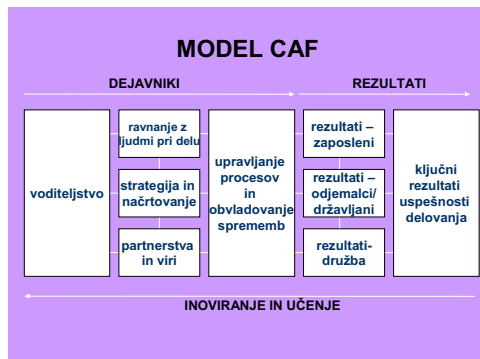 MODEL CAF
DEJAVNIKI
REZULTATI
voditeljstvo
ravnanje z
ljudmi pri delu
strategija in
načrtovanje
partnerstva
in viri
upravljanje
procesov
in
obvladovanje
sprememb
rezultati –
zaposleni
rezultati –
odjemalci/
državljani
rezultati-
družba
ključni
rezultati
uspešnosti
delovanja
INOVIRANJE IN UČENJE